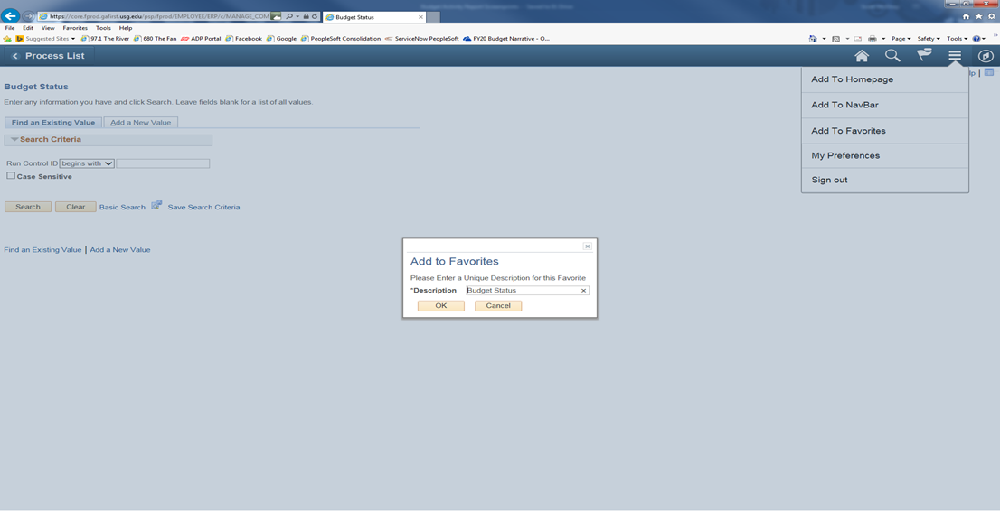 https://core.fprod.gafirst.usg.edu/psp/fprod/EMPLOYEE/ERP/s/MANAGE_COM
Budget Status
File Edit View Favorites Tools Help
Suggested Sites 97.1 The River 680 The Fan ADP Portal Facebook Google PeopleSoft Consolidation ServiceNow PeopleSoft FY20 Budget Narrative - O...
Page Safety Tools
Process List
Add To Homepage
Add To NavBar
Add To Favorites
My Preferences
Sign out
Budget Status
Enter any information you have and click Search. Leave fields blank for a list of all values.
Find an Existing Value Add a New Value
Search Criteria
Run Control ID begins with
Case Sensitive
Search Clear Basic Search Save Search Criteria
Find an Existing Value | Add a New Value
Add to Favorites
Please Enter a Unique Description for this Favorite
*Description Budget Status
OK Cancel